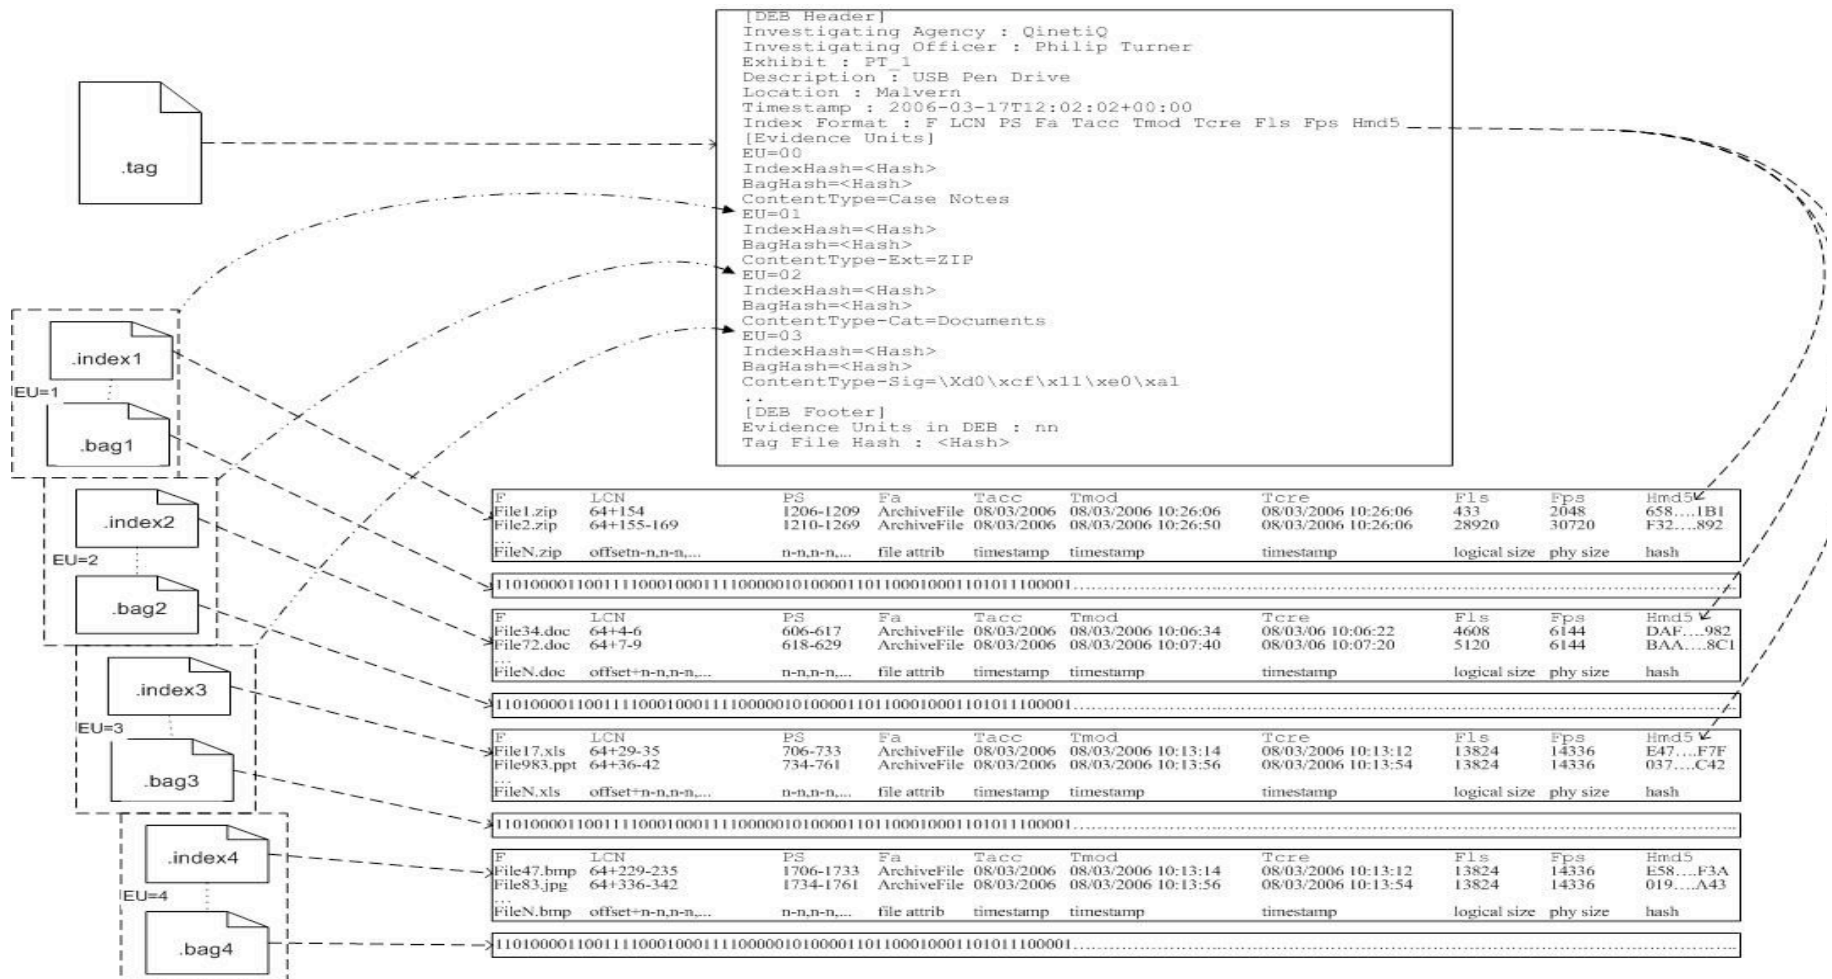 [DEB Header]
Investigating Agency : QinetiQ
Investigating Officer : Philip Turner
Exhibit : PT_1
Description : USB Pen Drive
Location : Malvern
Timestamp : 2006-03-17T12:02:02+00:00
Index Format : F LCN PS Fa Tacc Tmod Tcre Fls Fps Hmd5
[Evidence Units]
EU=00
IndexHash=<Hash>
BagHash=<Hash>
ContentType=Case Notes
EU=01
IndexHash=<Hash>
BagHash=<Hash>
ContentType-Ext=ZIP
EU=02
IndexHash=<Hash>
BagHash=<Hash>
ContentType-Cat=Documents
EU=03
IndexHash=<Hash>
BagHash=<Hash>
ContentType-Sig=\Xd0\xcf\x11\xe0\xa1
..
[DEB Footer]
Evidence Units in DEB : nn
Tag File Hash : <Hash>
.tag
.index1
EU=1
.bag1
.index2
EU=2
.bag2
.index3
EU=3
.bag3
.index4
EU=4
.bag4
F LCN PS Fa Tacc Tmod Tcre Fls Fps Hmd5
File1.zip 64+154 1206-1209 ArchiveFile 08/03/2006 08/03/2006 10:26:06 08/03/2006 10:26:06 433 2048 658....1B1
File2.zip 64+155-169 1210-1269 ArchiveFile 08/03/2006 08/03/2006 10:26:50 08/03/2006 10:26:06 28920 30720 F32....892
...
FileN.zip offsetn-n,n-n,... n-n,n-n,... file attrib timestamp timestamp timestamp logical size phy size hash
F LCN PS Fa Tacc Tmod Tcre Fls Fps Hmd5
File34.doc 64+4-6 606-617 ArchiveFile 08/03/2006 08/03/2006 10:06:34 08/03/06 10:06:22 4608 6144 DAF....982
File72.doc 64+7-9 618-629 ArchiveFile 08/03/2006 08/03/2006 10:07:40 08/03/06 10:07:20 5120 6144 BAA....8C1
...
FileN.doc offset+n-n,n-n,... n-n,n-n,... file attrib timestamp timestamp timestamp logical size phy size hash
F LCN PS Fa Tacc Tmod Tcre Fls Fps Hmd5
File17.xls 64+29-35 706-733 ArchiveFile 08/03/2006 08/03/2006 10:13:14 08/03/2006 10:13:12 13824 14336 E47....F7F
File983.ppt 64+36-42 734-761 ArchiveFile 08/03/2006 08/03/2006 10:13:56 08/03/2006 10:13:54 13824 14336 037....C42
...
FileN.xls offset+n-n,n-n,... n-n,n-n,... file attrib timestamp timestamp timestamp logical size phy size hash
F LCN PS Fa Tacc Tmod Tcre Fls Fps Hmd5
File47.bmp 64+229-235 1706-1733 ArchiveFile 08/03/2006 08/03/2006 10:13:14 08/03/2006 10:13:12 13824 14336 E58....F3A
File83.jpg 64+336-342 1734-1761 ArchiveFile 08/03/2006 08/03/2006 10:13:56 08/03/2006 10:13:54 13824 14336 019....A43
...
FileN.bmp offset+n-n,n-n,... n-n,n-n,... file attrib timestamp timestamp timestamp logical size phy size hash